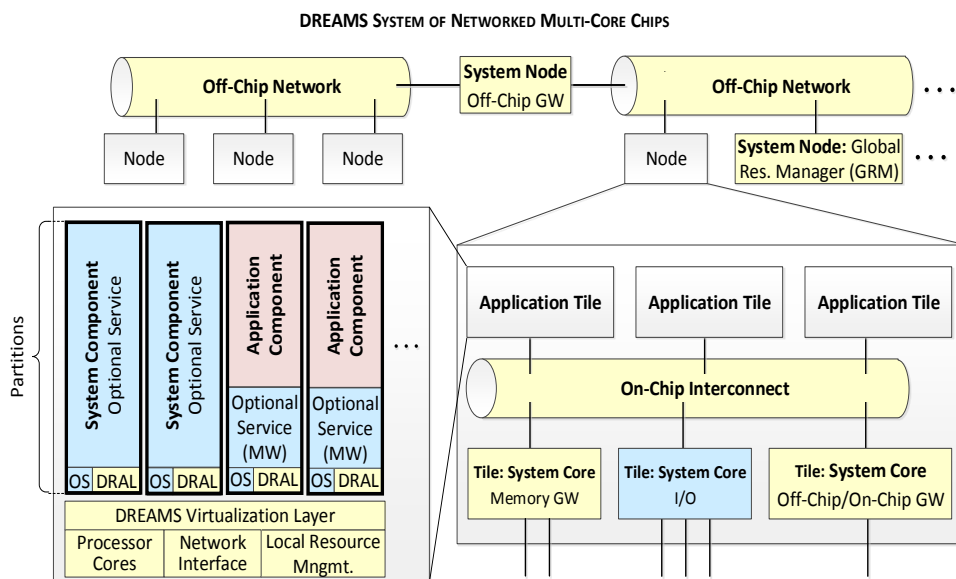 DREAMS SYSTEM OF NETWORKED MULTI-CORE CHIPS
Off-Chip Network
System Node
Off-Chip GW
Off-Chip Network
...
Node
Node
Node
Node
System Node: Global
Res. Manager (GRM)
...
Partitions
System Component
Optional Service
System Component
Optional Service
Application
Component
Application
Component
...
Optional
Service
(MW)
Optional
Service
(MW)
OS
DRAL
OS
DRAL
OS
DRAL
OS
DRAL
DREAMS Virtualization Layer
Processor
Cores
Network
Interface
Local Resource
Mngmt.
Application Tile
Application Tile
Application Tile
On-Chip Interconnect
Tile: System Core
Memory GW
Tile: System Core
I/O
Tile: System Core
Off-Chip/On-Chip GW